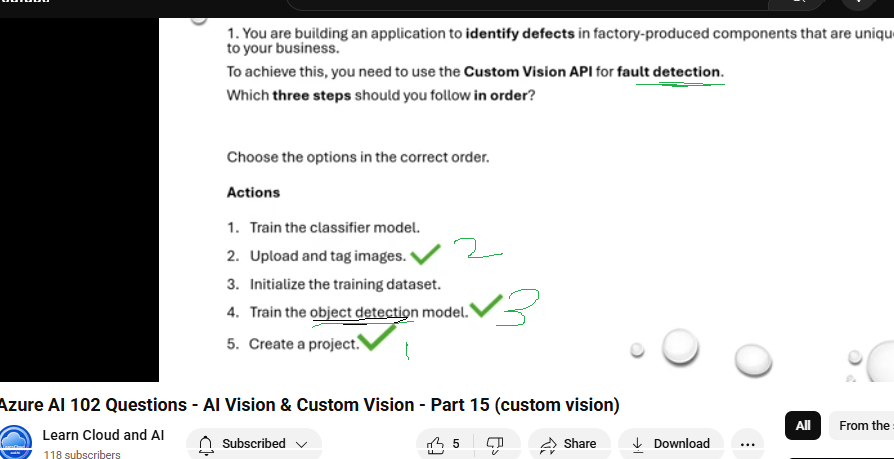 1. You are building an application to identify defects in factory-produced components that are uniqu
to your business.
To achieve this, you need to use the Custom Vision API for fault detection.
Which three steps should you follow in order?
Choose the options in the correct order.
Actions
1. Train the classifier model.
2. Upload and tag images. 2
3. Initialize the training dataset.
4. Train the object detection model. 3
5. Create a project. 1
Azure AI 102 Questions - AI Vision & Custom Vision - Part 15 (custom vision)
Learn Cloud and AI
118 subscribers
Subscribed
5
Share
Download
All
From the